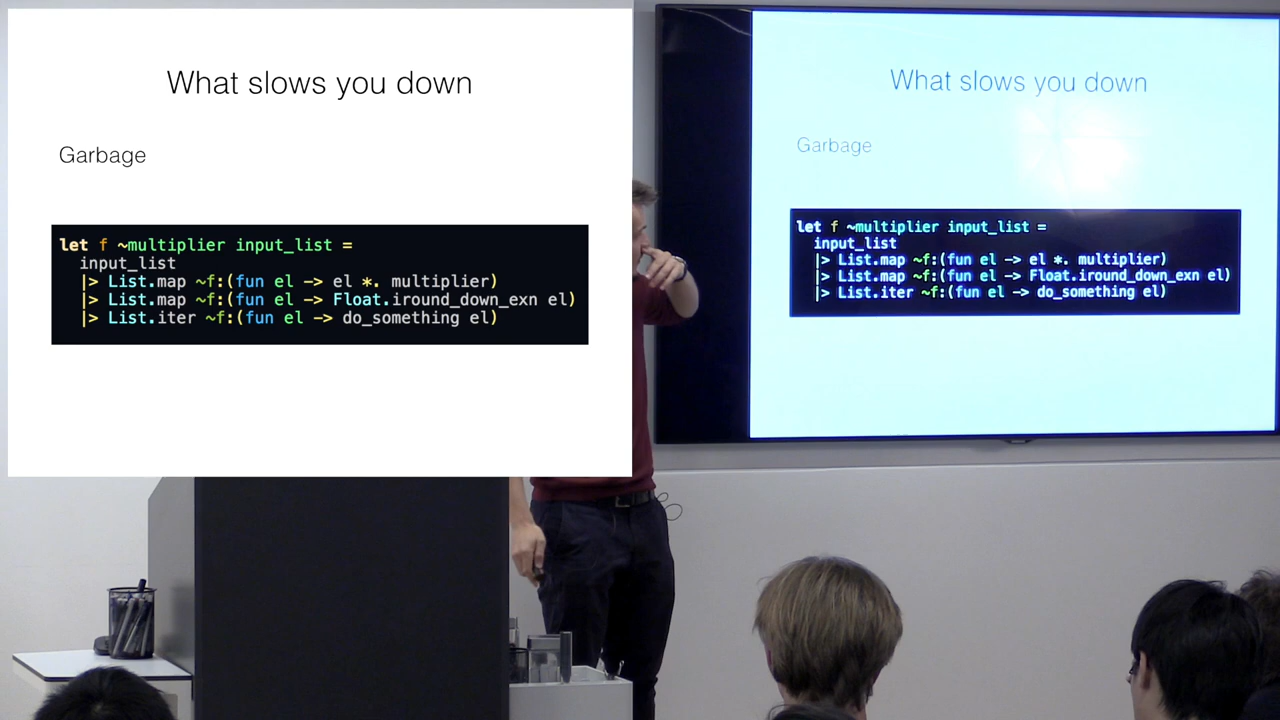 What slows you down
Garbage
let f ~multiplier input_list =
  input_list
  |> List.map ~f:(fun el -> el *. multiplier)
  |> List.map ~f:(fun el -> Float.iround_down_exn el)
  |> List.iter ~f:(fun el -> do_something el)
What slows you down
Garbage
let f ~multiplier input_list =
  input_list
  |> List.map ~f:(fun el -> el *. multiplier)
  |> List.map ~f:(fun el -> Float.iround_down_exn el)
  |> List.iter ~f:(fun el -> do_something el)